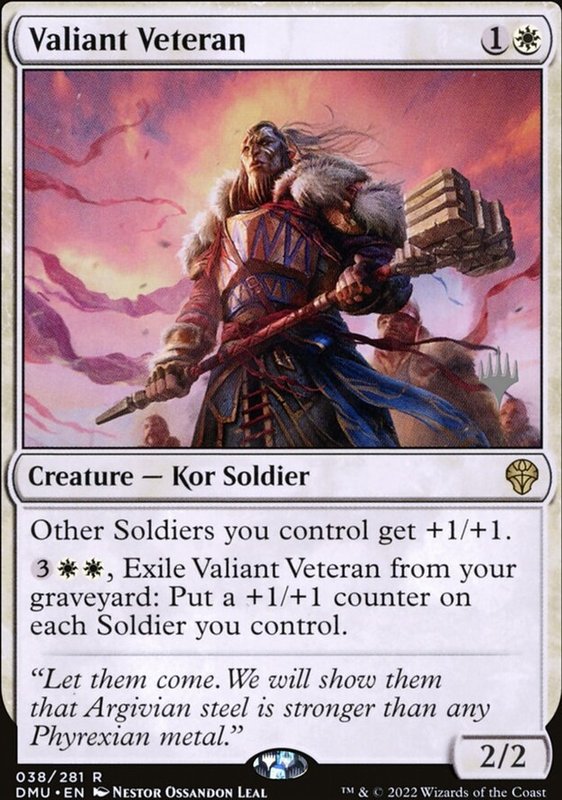 Valiant Veteran 1
Creature — Kor Soldier
Other Soldiers you control get +1/+1.
3, Exile Valiant Veteran from your
graveyard: Put a +1/+1 counter on
each Soldier you control.
“Let them come. We will show them
that Argivian steel is stronger than any
Phyrexian metal.”
2/2
038/281 R
DMU • EN Nestor Ossandon Leal
™ & © 2022 Wizards of the Coast